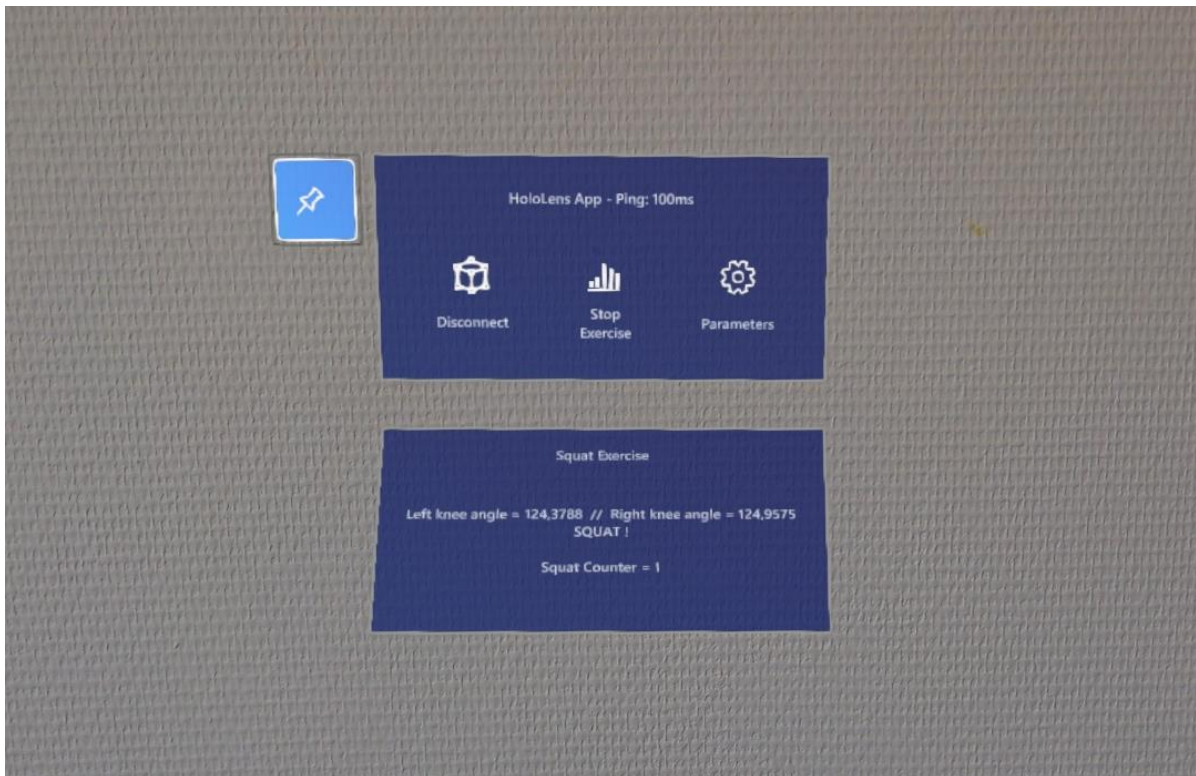 HoloLens App - Ping: 100ms
Disconnect
Stop
Exercise
Parameters
Squat Exercise
Left knee angle = 124,3788 // Right knee angle = 124,9575
SQUAT !
Squat Counter = 1